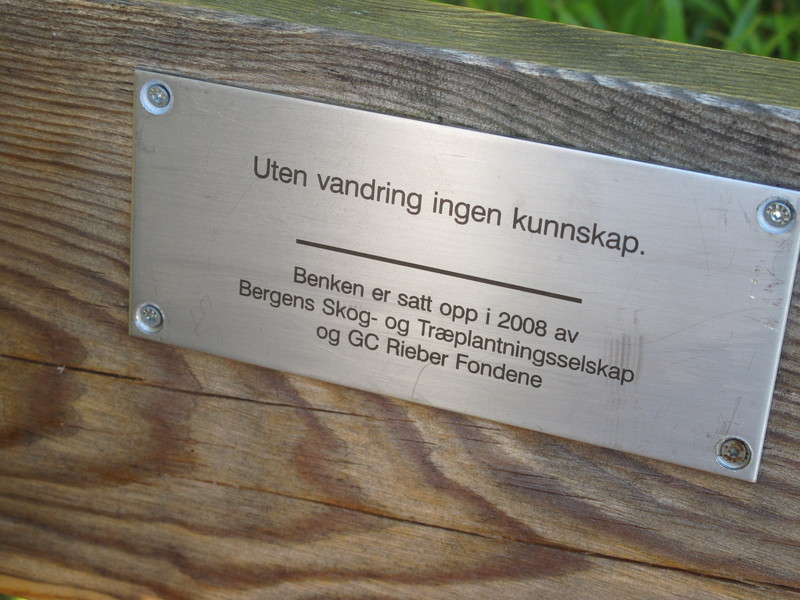 Uten vandring ingen kunnskap.
Benken er satt opp i 2008 av
Bergens Skog- og Træplantningsselskap
og GC Rieber Fondene